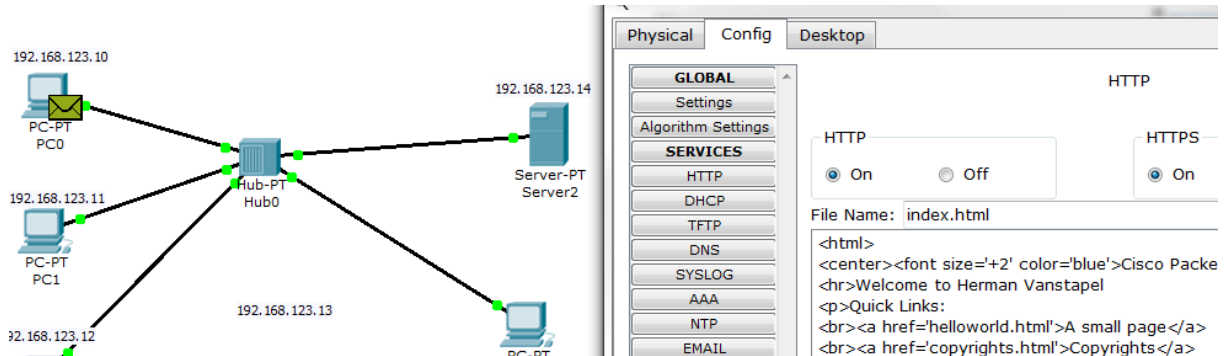 192.168.123.10
PC-PT
PC0
192.168.123.14
Server-PT
Server2
Hub-PT
Hub0
192.168.123.11
PC-PT
PC1
192.168.123.13
92.168.123.12
PC-PT
Physical Config Desktop
GLOBAL
Settings
Algorithm Settings
SERVICES
HTTP
DHCP
TFTP
DNS
SYSLOG
AAA
NTP
EMAIL
HTTP
HTTP
On Off
HTTPS
On
File Name: index.html
<html>
<center><font size='+2' color='blue'>Cisco Packe
<hr>Welcome to Herman Vanstapel
<p>Quick Links:
<br><a href='helloworld.html'>A small page</a>
<br><a href='copyrights.html'>Copyrights</a>